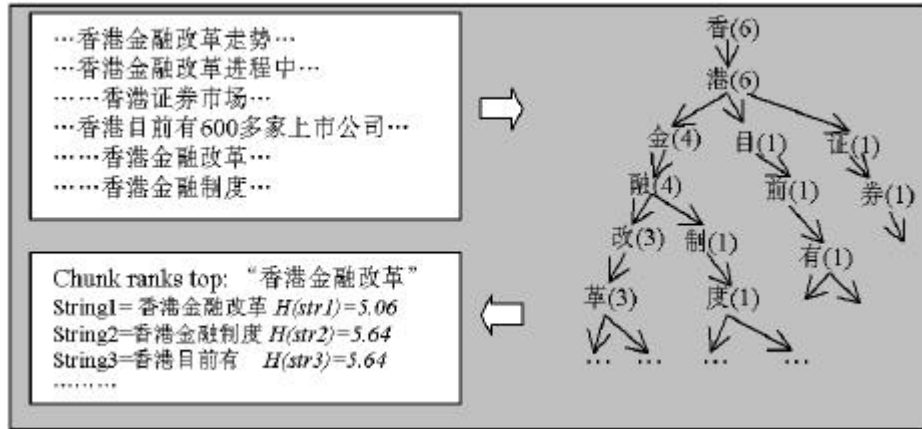 …香港金融改革走势…
…香港金融改革进程中…
……香港证券市场…
…香港目前有600多家上市公司…
……香港金融改革…
……香港金融制度…
Chunk ranks top: “香港金融改革”
String1= 香港金融改革 H(str1)=5.06
String2=香港金融制度 H(str2)=5.64
String3=香港目前有 H(str3)=5.64
………
香(6)
港(6)
金(4) 目(1) 证(1)
融(4) 前(1) 券(1)
改(3) 制(1) 有(1)
革(3) 度(1)
… … … …